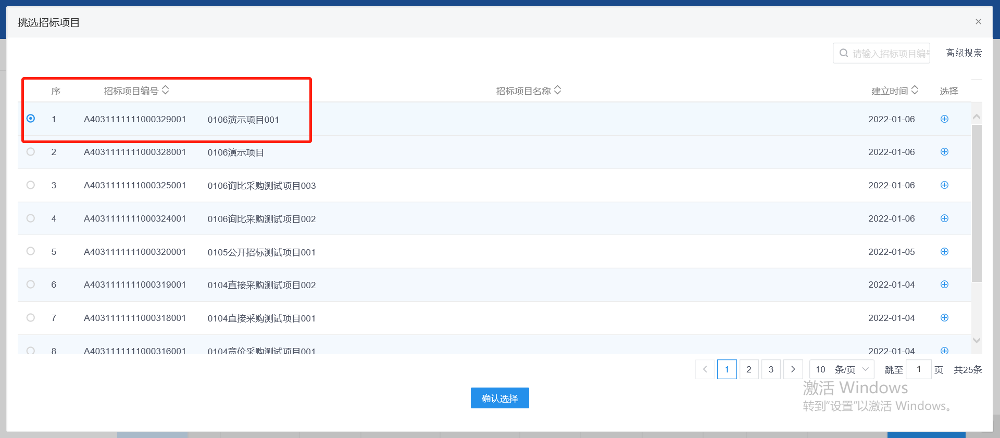 挑选招标项目
请输入招标项目编号 高级搜索
序 招标项目编号 招标项目名称 建立时间 选择
1 A4031111111000329001 0106演示项目001 2022-01-06
2 A4031111111000328001 0106演示项目 2022-01-06
3 A4031111111000325001 0106询比采购测试项目003 2022-01-06
4 A4031111111000324001 0106询比采购测试项目002 2022-01-06
5 A4031111111000320001 0105公开招标测试项目001 2022-01-05
6 A4031111111000319001 0104直接采购测试项目002 2022-01-04
7 A4031111111000318001 0104直接采购测试项目001 2022-01-04
8 A4031111111000316001 0104竞价采购测试项目001 2022-01-04
1 2 3 10 条/页 跳至 1 页 共25条
激活 Windows
转到“设置”以激活 Windows。
确认选择